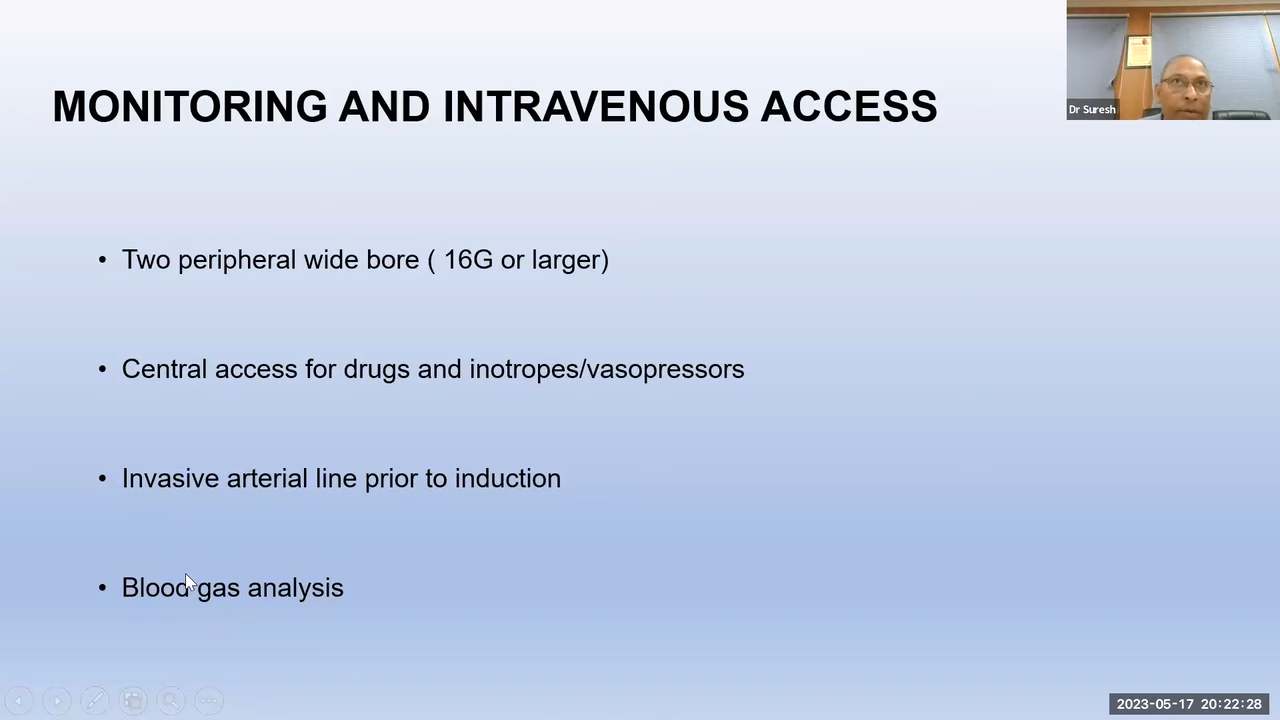 MONITORING AND INTRAVENOUS ACCESS
Dr Suresh
• Two peripheral wide bore ( 16G or larger)
• Central access for drugs and inotropes/vasopressors
• Invasive arterial line prior to induction
• Blood gas analysis
2023-05-17 20:22:28